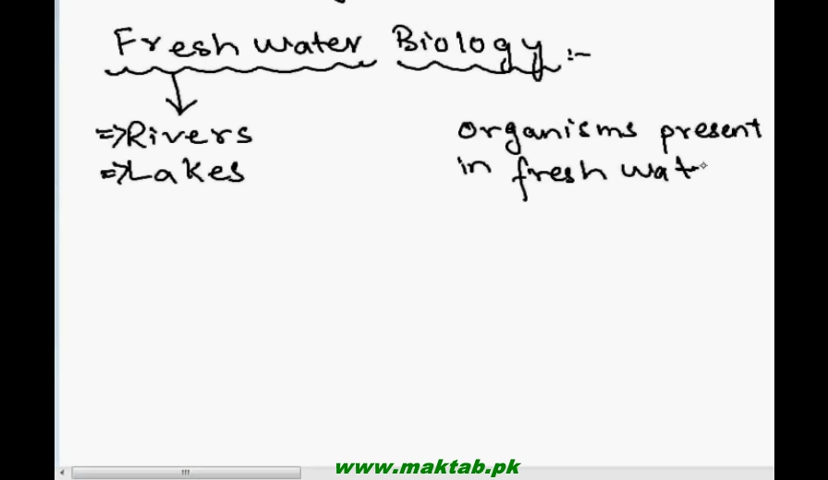 Fresh water Biology :-
=>Rivers
=>Lakes
Organisms present
in fresh wat
www.maktab.pk